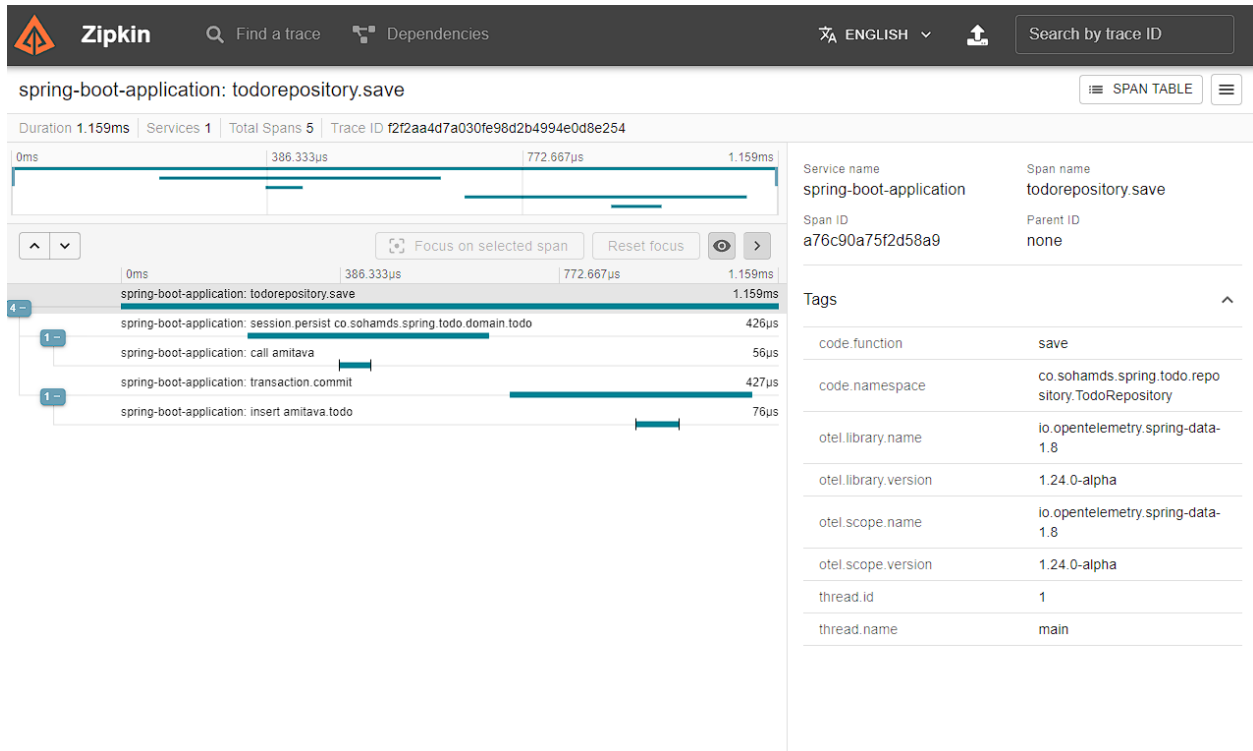 Zipkin
Find a trace
Dependencies
ENGLISH
Search by trace ID
spring-boot-application: todorepository.save
SPAN TABLE
Duration 1.159ms Services 1 Total Spans 5 Trace ID f2f2aa4d7a030fe98d2b4994e0d8e254
0ms 386.333μs 772.667μs 1.159ms
Focus on selected span
Reset focus
0ms 386.333μs 772.667μs 1.159ms
4 −
spring-boot-application: todorepository.save 1.159ms
1 −
spring-boot-application: session.persist co.sohamds.spring.todo.domain.todo 426μs
spring-boot-application: call amitava 56μs
1 −
spring-boot-application: transaction.commit 427μs
spring-boot-application: insert amitava.todo 76μs
Service name
spring-boot-application
Span name
todorepository.save
Span ID
a76c90a75f2d58a9
Parent ID
none
Tags
code.function save
code.namespace co.sohamds.spring.todo.repo
sitory.TodoRepository
otel.library.name io.opentelemetry.spring-data-
1.8
otel.library.version 1.24.0-alpha
otel.scope.name io.opentelemetry.spring-data-
1.8
otel.scope.version 1.24.0-alpha
thread.id 1
thread.name main